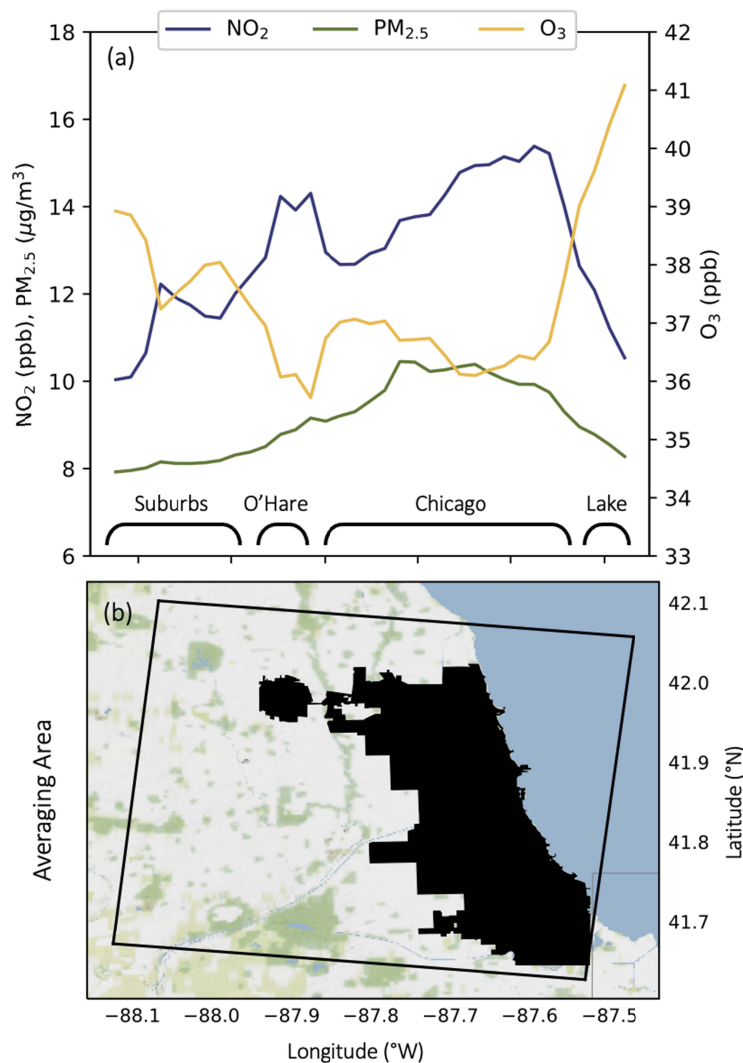 NO₂ PM₂.₅ O₃
(a)
18
16
14
12
10
8
6
NO₂ (ppb), PM₂.₅ (μg/m³)
42
41
40
39
38
37
36
35
34
33
O₃ (ppb)
Suburbs O'Hare Chicago Lake
(b)
Averaging Area
42.1
42.0
41.9
41.8
41.7
Latitude (°N)
−88.1 −88.0 −87.9 −87.8 −87.7 −87.6 −87.5
Longitude (°W)